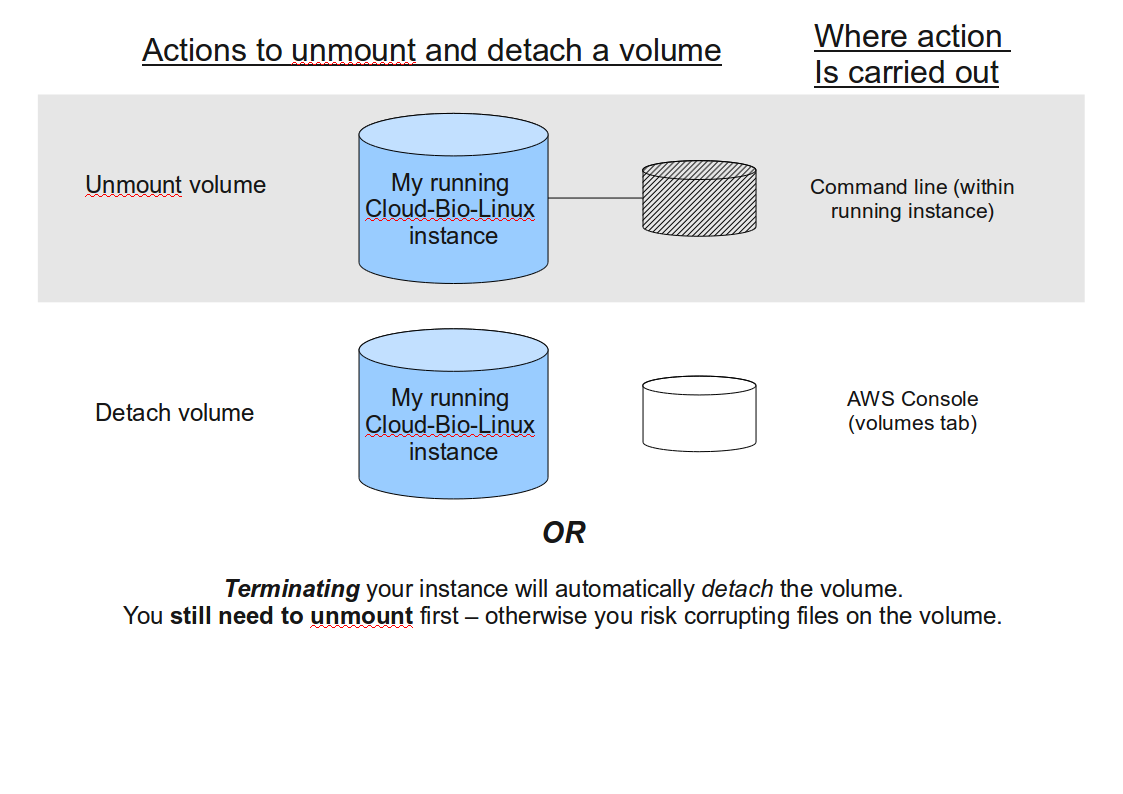 Actions to unmount and detach a volume
Where action
Is carried out
Unmount volume
My running
Cloud-Bio-Linux
instance
Command line (within
running instance)
Detach volume
My running
Cloud-Bio-Linux
instance
AWS Console
(volumes tab)
OR
Terminating your instance will automatically detach the volume.
You still need to unmount first – otherwise you risk corrupting files on the volume.